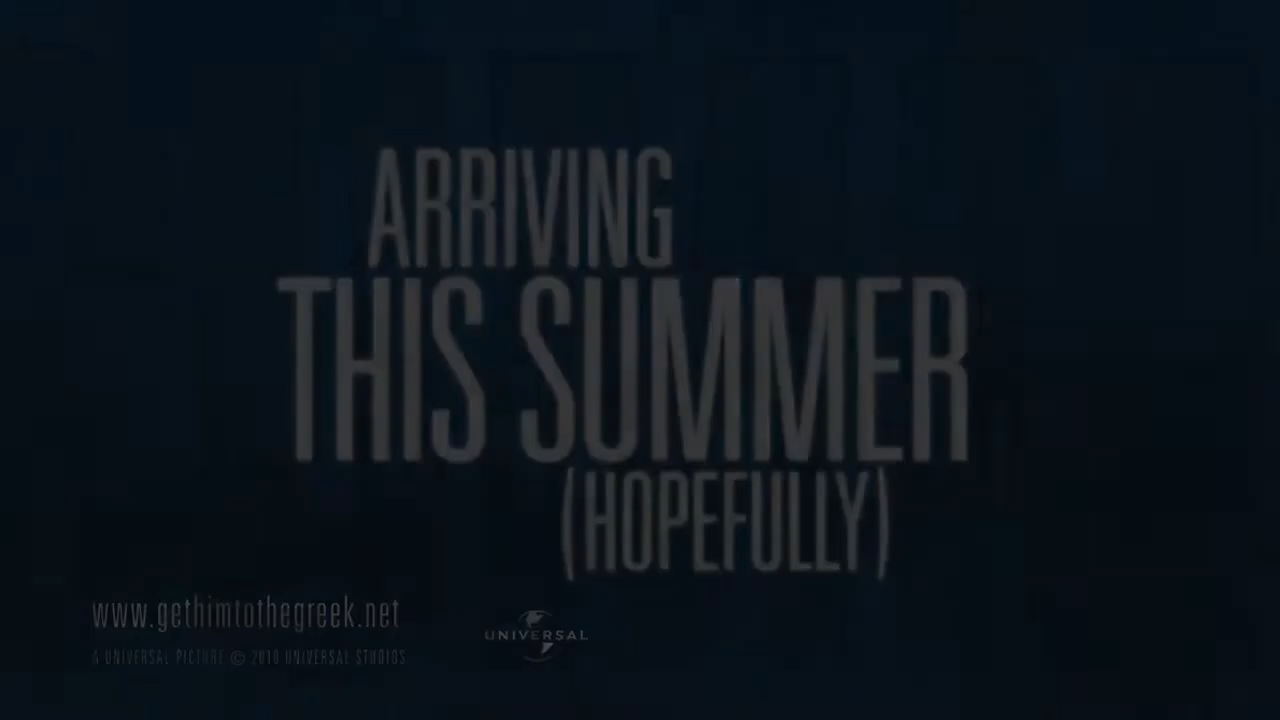 ARRIVING
THIS SUMMER
(HOPEFULLY)
www.gethimtothegreek.net
UNIVERSAL
A UNIVERSAL PICTURE © 2010 UNIVERSAL STUDIOS